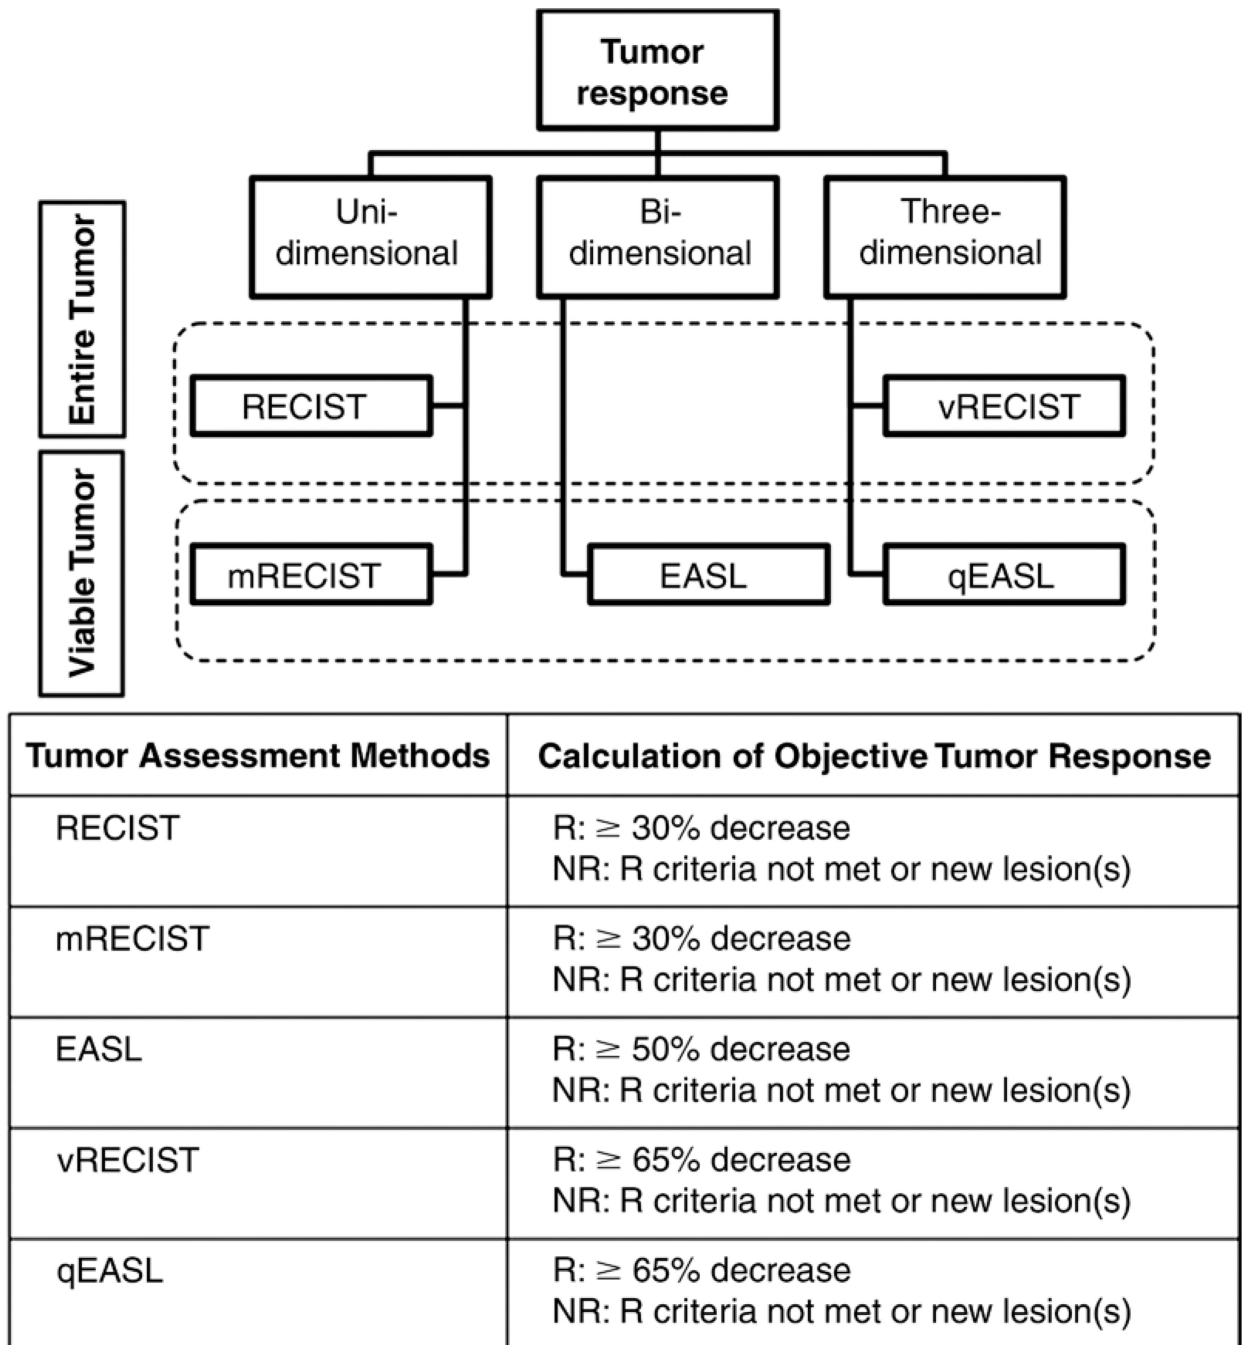 Tumor
response
Uni-
dimensional
Bi-
dimensional
Three-
dimensional
Entire Tumor
RECIST
vRECIST
Viable Tumor
mRECIST
EASL
qEASL
Tumor Assessment Methods
Calculation of Objective Tumor Response
RECIST
R: ≥ 30% decrease
NR: R criteria not met or new lesion(s)
mRECIST
R: ≥ 30% decrease
NR: R criteria not met or new lesion(s)
EASL
R: ≥ 50% decrease
NR: R criteria not met or new lesion(s)
vRECIST
R: ≥ 65% decrease
NR: R criteria not met or new lesion(s)
qEASL
R: ≥ 65% decrease
NR: R criteria not met or new lesion(s)